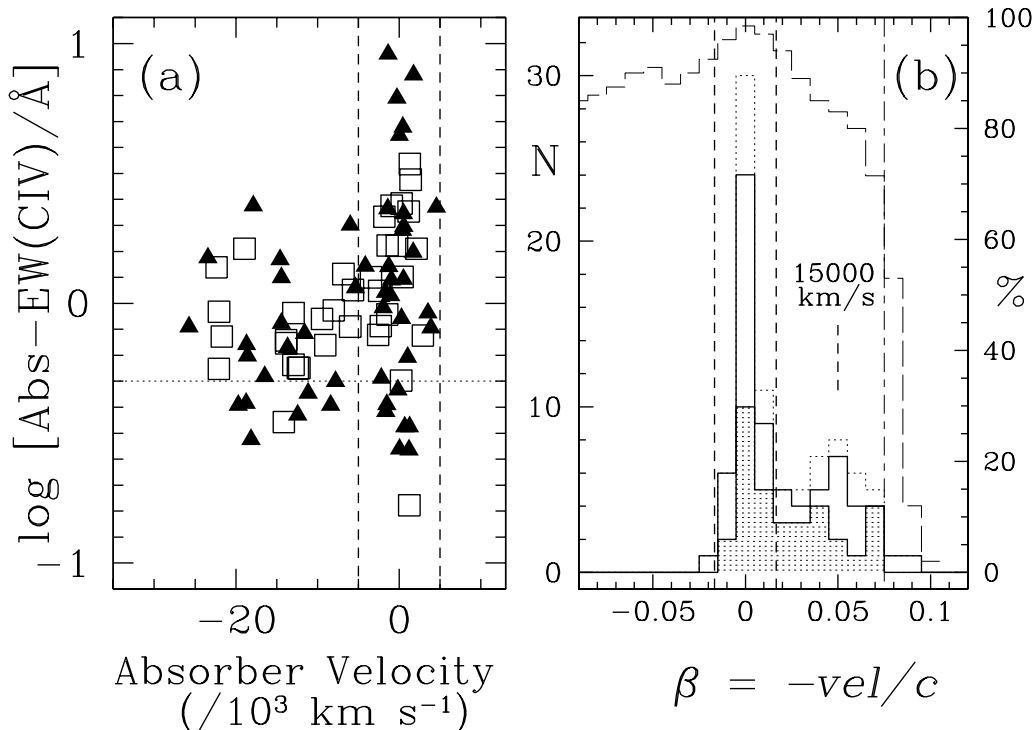 (a)
1
0
-1
-log [Abs-EW(CIV)/Å]
-20
0
Absorber Velocity
(/10³ km s⁻¹)
(b)
N
30
20
10
0
100
80
60
40
20
0
%
15000
km/s
-0.05
0
0.05
0.1
β = -vel/c